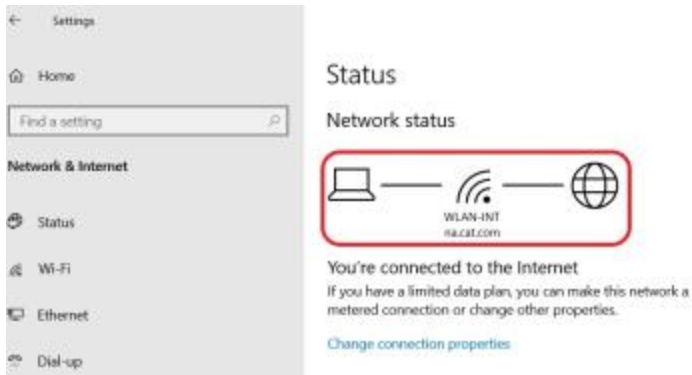 Settings
Home
Find a setting
Network & Internet
Status
Wi-Fi
Ethernet
Dial-up
Status
Network status
WLAN-INT
na.cat.com
You're connected to the Internet
If you have a limited data plan, you can make this network a
metered connection or change other properties.
Change connection properties